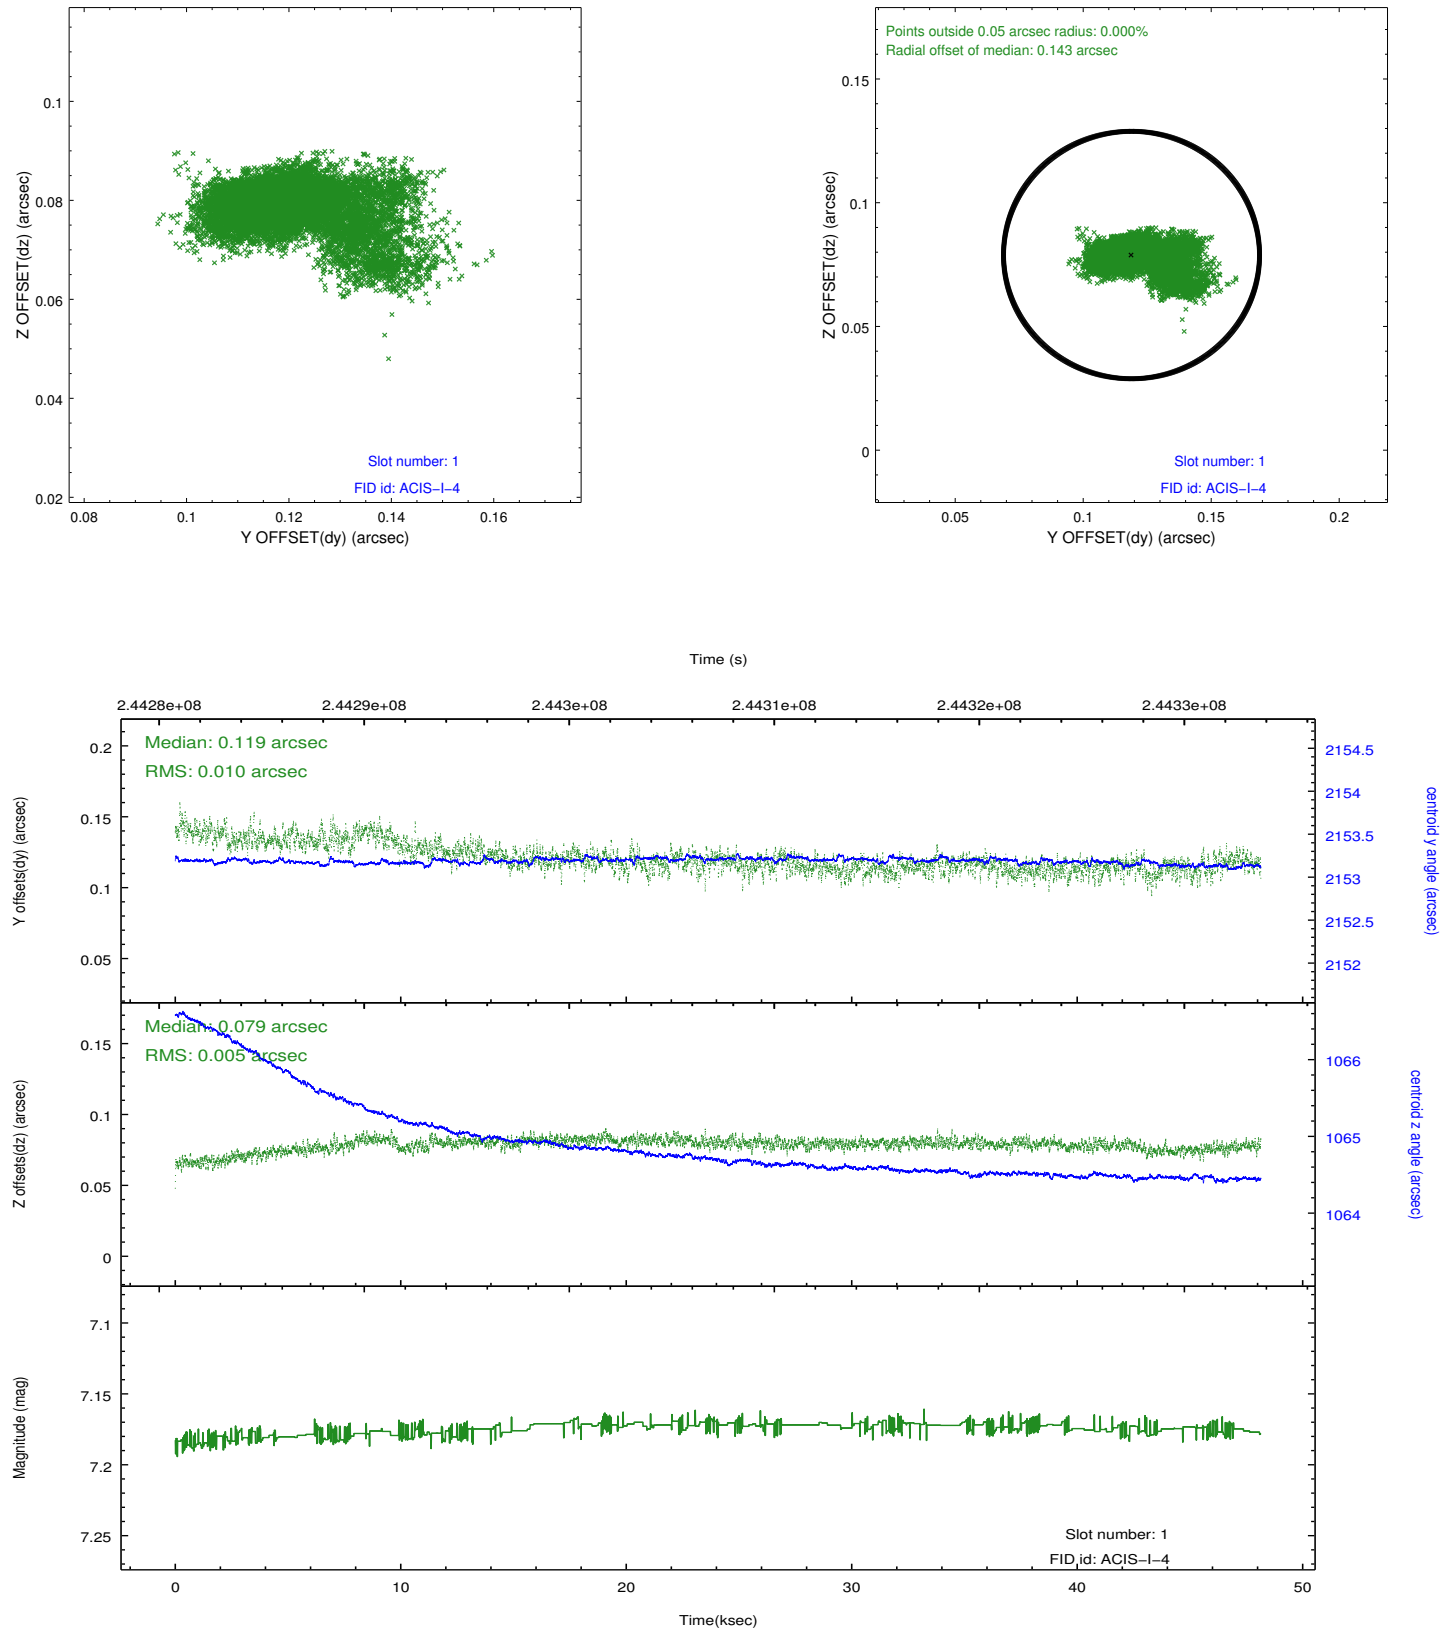 Z OFFSET(dz) (arcsec)
0.1
0.08
0.06
0.04
0.02
Slot number: 1
FID id: ACIS-I-4
0.08 0.1 0.12 0.14 0.16
Y OFFSET(dy) (arcsec)
Points outside 0.05 arcsec radius: 0.000%
Radial offset of median: 0.143 arcsec
Z OFFSET(dz) (arcsec)
0.15
0.1
0.05
0
Slot number: 1
FID id: ACIS-I-4
0.05 0.1 0.15 0.2
Y OFFSET(dy) (arcsec)
Time (s)
2.4428e+08 2.4429e+08 2.443e+08 2.4431e+08 2.4432e+08 2.4433e+08
Median: 0.119 arcsec
RMS: 0.010 arcsec
Y offsets(dy) (arcsec)
0.2
0.15
0.1
0.05
2154.5
2154
2153.5
2153
2152.5
2152
centroid y angle (arcsec)
Median: 0.079 arcsec
RMS: 0.005 arcsec
Z offsets(dz) (arcsec)
0.15
0.1
0.05
0
1066
1065
1064
centroid z angle (arcsec)
Magnitude (mag)
7.1
7.15
7.2
7.25
Slot number: 1
FID id: ACIS-I-4
0 10 20 30 40 50
Time(ksec)